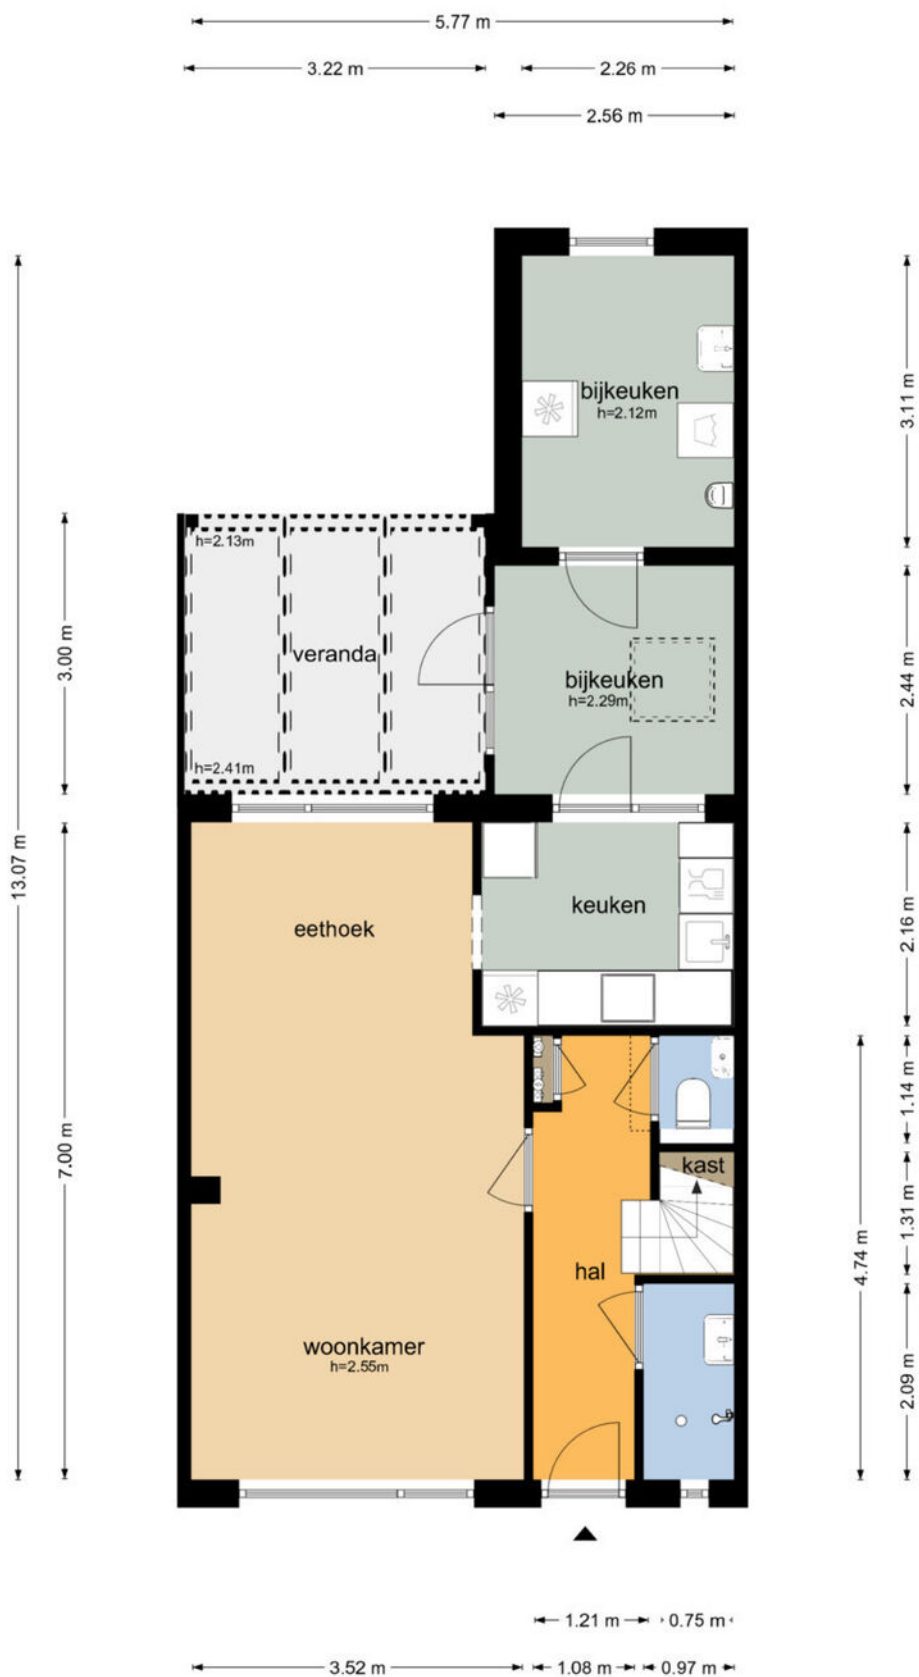 5.77 m
3.22 m
2.26 m
2.56 m
bijkeuken
h=2.12m
3.11 m
h=2.13m
veranda
3.00 m
bijkeuken
h=2.29m
2.44 m
h=2.41m
13.07 m
keuken
eethoek
2.16 m
7.00 m
1.14 m
kast
1.31 m
4.74 m
hal
woonkamer
h=2.55m
2.09 m
1.21 m
0.75 m
3.52 m
1.08 m
0.97 m